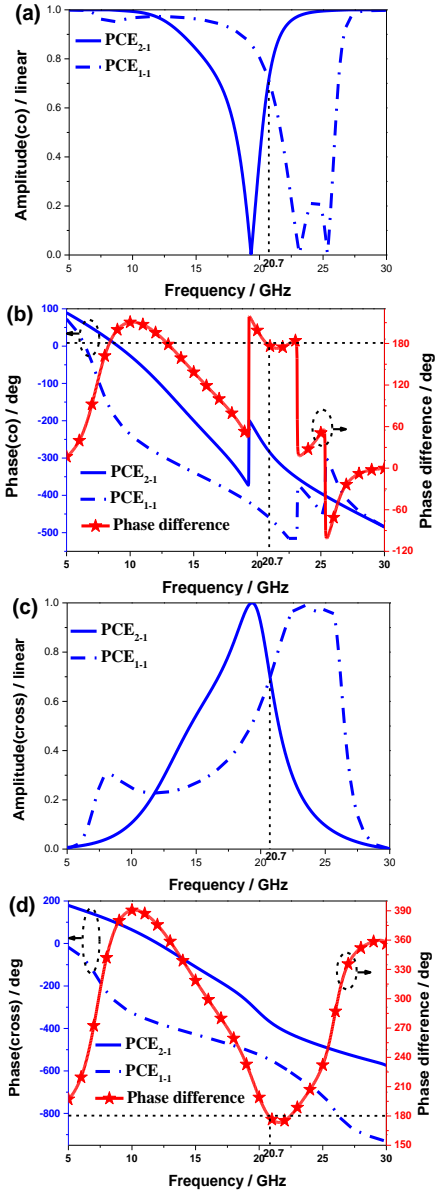 (a)
Amplitude(co) / linear
1.0
0.8
0.6
0.4
0.2
0.0
PCE2-1
PCE1-1
5 10 15 20 25 30
20.7
Frequency / GHz
(b)
Phase(co) / deg
100
0
-100
-200
-300
-400
-500
PCE2-1
PCE1-1
Phase difference
180
120
60
0
-60
-120
Phase difference / deg
5 10 15 20 25 30
20.7
Frequency / GHz
(c)
Amplitude(cross) / linear
1.0
0.8
0.6
0.4
0.2
0.0
PCE2-1
PCE1-1
5 10 15 20 25 30
20.7
Frequency / GHz
(d)
Phase(cross) / deg
200
0
-200
-400
-600
-800
PCE2-1
PCE1-1
Phase difference
390
360
330
300
270
240
210
180
150
Phase difference / deg
5 10 15 20 25 30
20.7
Frequency / GHz